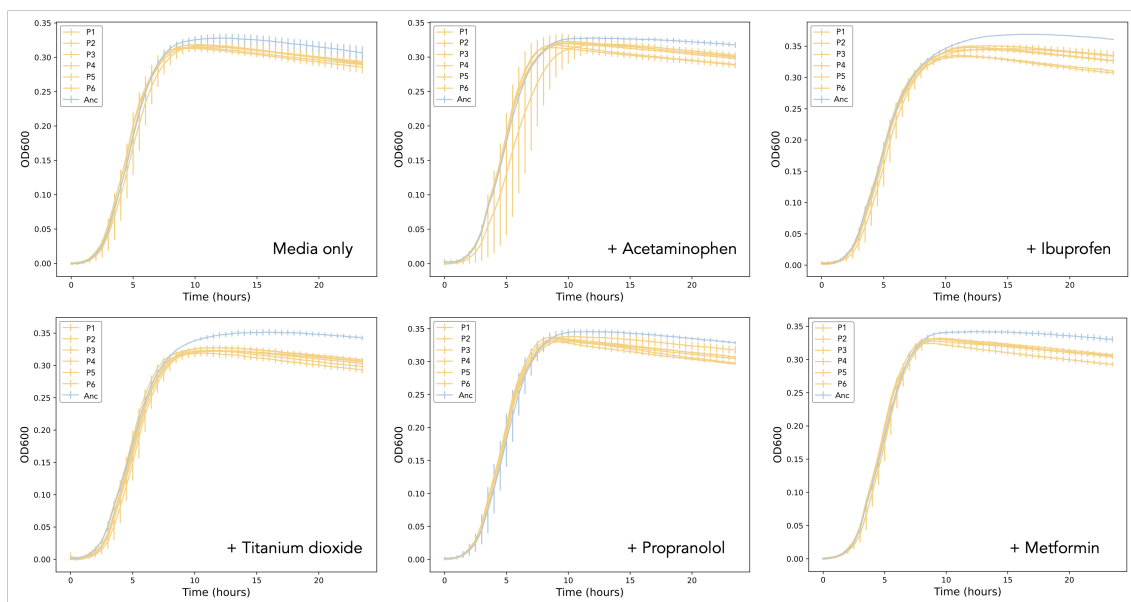 0.35
0.30
0.25
0.20
0.15
0.10
0.05
0.00
OD600
P1
P2
P3
P4
P5
P6
Anc
Media only
0
5
10
15
20
Time (hours)
0.35
0.30
0.25
0.20
0.15
0.10
0.05
0.00
OD600
P1
P2
P3
P4
P5
P6
Anc
+ Acetaminophen
0
5
10
15
20
Time (hours)
0.35
0.30
0.25
0.20
0.15
0.10
0.05
0.00
OD600
P1
P2
P3
P4
P5
P6
Anc
+ Ibuprofen
0
5
10
15
20
Time (hours)
0.35
0.30
0.25
0.20
0.15
0.10
0.05
0.00
OD600
P1
P2
P3
P4
P5
P6
Anc
+ Titanium dioxide
0
5
10
15
20
Time (hours)
0.35
0.30
0.25
0.20
0.15
0.10
0.05
0.00
OD600
P1
P2
P3
P4
P5
P6
Anc
+ Propranolol
0
5
10
15
20
Time (hours)
0.35
0.30
0.25
0.20
0.15
0.10
0.05
0.00
OD600
P1
P2
P3
P4
P5
P6
Anc
+ Metformin
0
5
10
15
20
Time (hours)